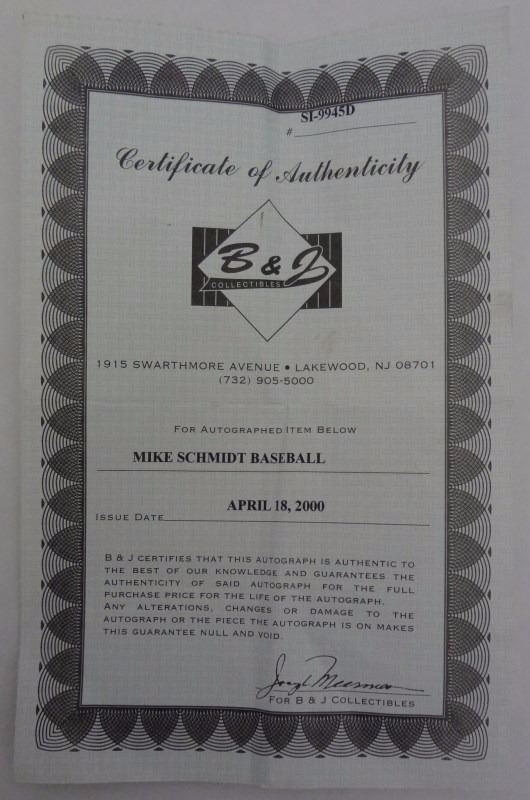 # SI-9945D
Certificate of Authenticity
B & J
COLLECTIBLES
1915 SWARTHMORE AVENUE • LAKEWOOD, NJ 08701
(732) 905-5000
FOR AUTOGRAPHED ITEM BELOW
MIKE SCHMIDT BASEBALL
ISSUE DATE APRIL 18, 2000
B & J CERTIFIES THAT THIS AUTOGRAPH IS AUTHENTIC TO
THE BEST OF OUR KNOWLEDGE AND GUARANTEES THE
AUTHENTICITY OF SAID AUTOGRAPH FOR THE FULL
PURCHASE PRICE FOR THE LIFE OF THE AUTOGRAPH.
ANY ALTERATIONS, CHANGES OR DAMAGE TO THE
AUTOGRAPH OR THE PIECE THE AUTOGRAPH IS ON MAKES
THIS GUARANTEE NULL AND VOID.
FOR B & J COLLECTIBLES